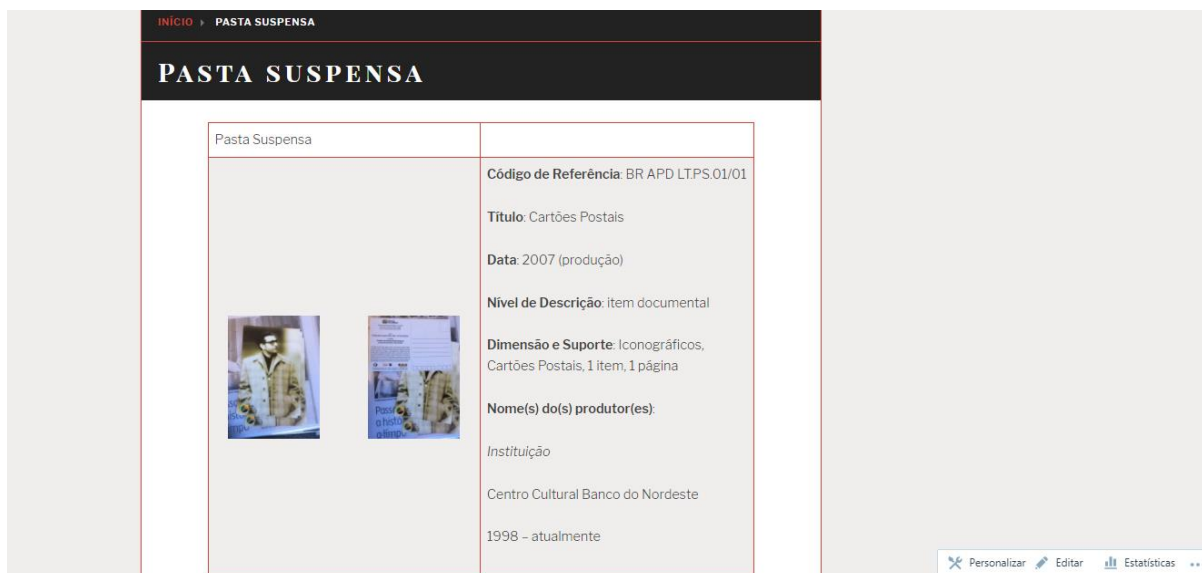 INÍCIO ▸ PASTA SUSPENSA
PASTA SUSPENSA
Pasta Suspensa
Código de Referência: BR APD LT.PS.01/01
Título: Cartões Postais
Data: 2007 (produção)
Nível de Descrição: item documental
Dimensão e Suporte: Iconográficos,
Cartões Postais, 1 item, 1 página
Nome(s) do(s) produtor(es):
Instituição
Centro Cultural Banco do Nordeste
1998 – atualmente
Personalizar Editar Estatísticas